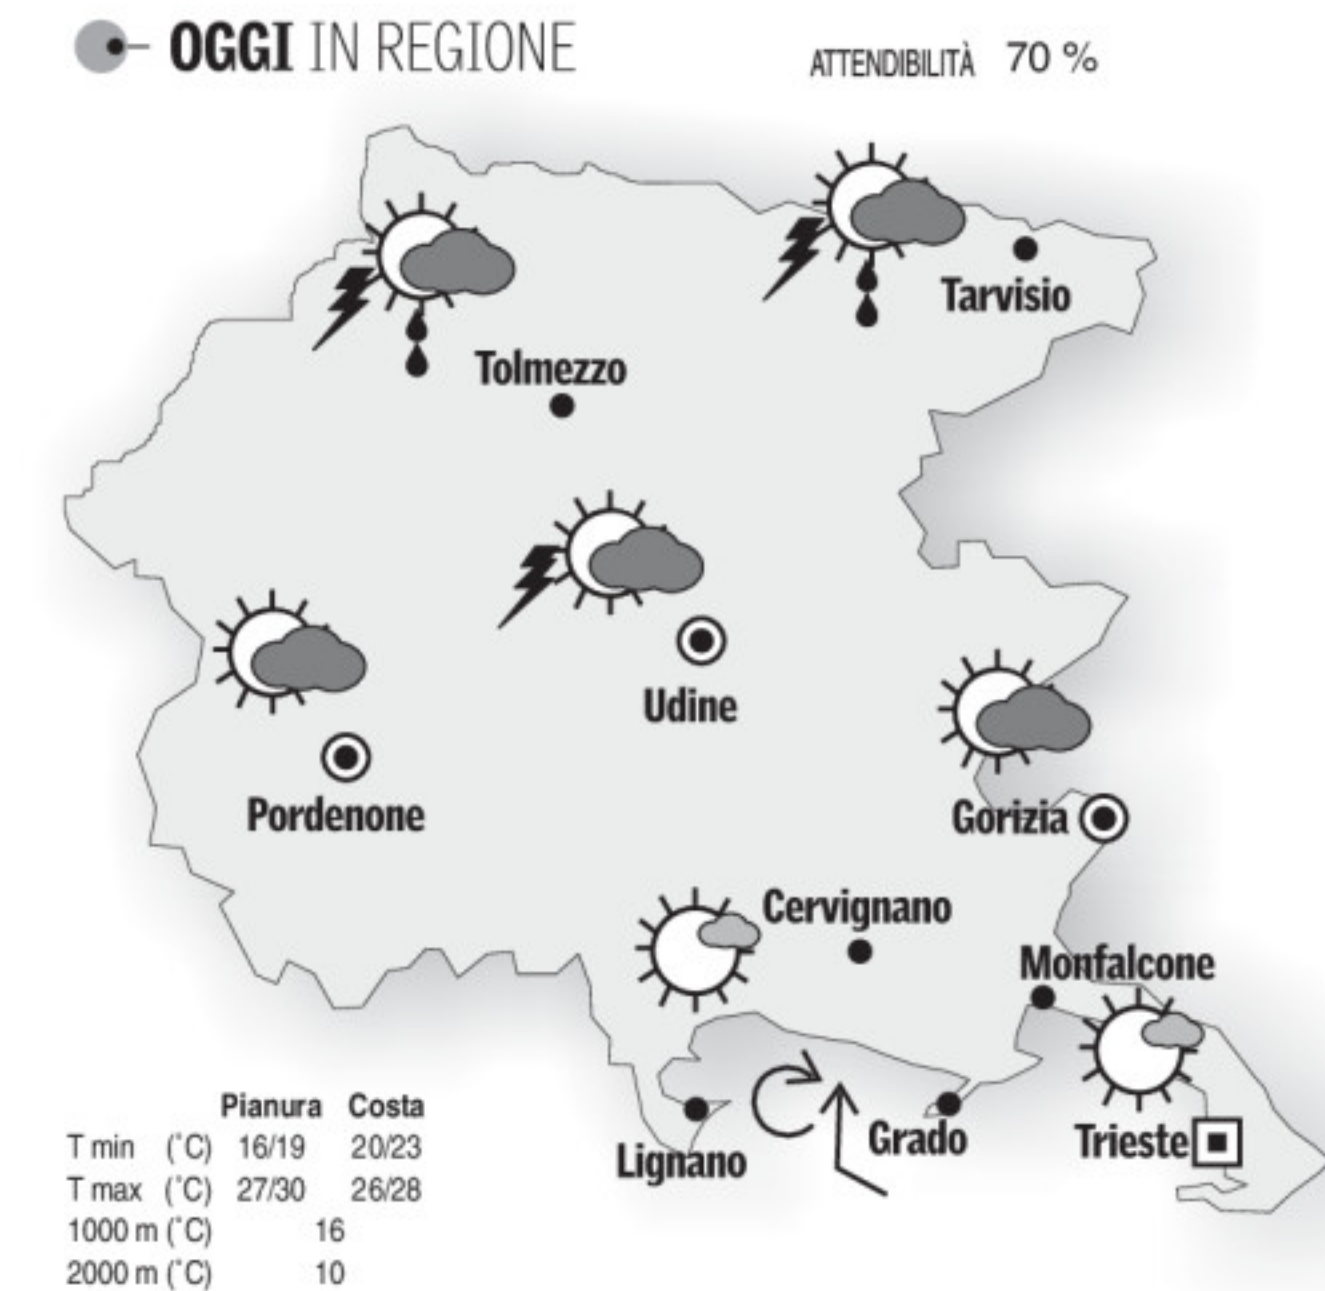 OGGI IN REGIONE
ATTENDIBILITÀ 70 %
Tarvisio
Tolmezzo
Udine
Pordenone
Gorizia
Cervignano
Monfalcone
Grado
Trieste
Lignano
Pianura Costa
T min (°C) 16/19 20/23
T max (°C) 27/30 26/28
1000 m (°C) 16
2000 m (°C) 10